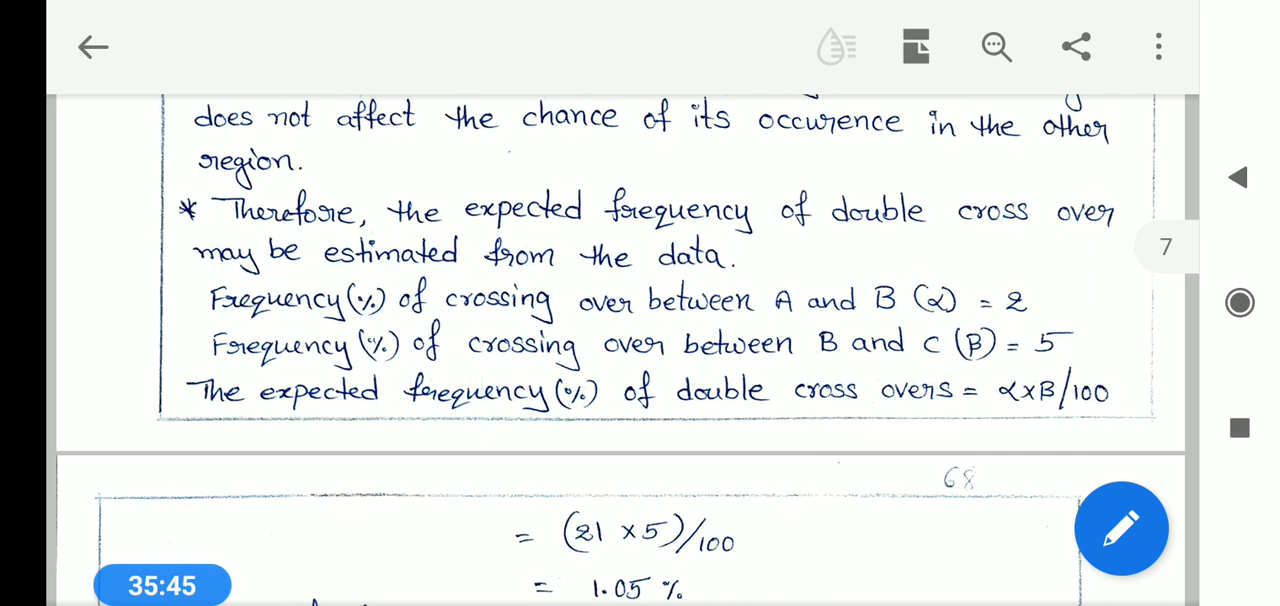 does not affect the chance of its occurence in the other
region.
* Therefore, the expected frequency of double cross over
may be estimated from the data.
Frequency (%) of crossing over between A and B (α) = 2
Frequency (%) of crossing over between B and C (β) = 5
The expected frequency (%) of double cross overs = α×β/100
7
68
= (21 × 5)/100
35:45
= 1.05 %